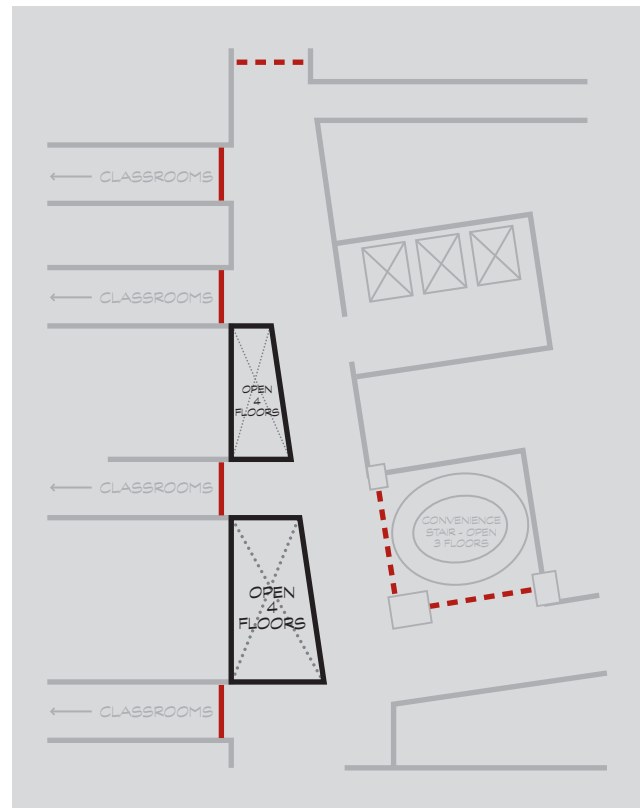 CLASSROOMS
CLASSROOMS
OPEN
4
FLOORS
CLASSROOMS
CONVENIENCE
STAIR - OPEN
3 FLOORS
OPEN
4
FLOORS
CLASSROOMS